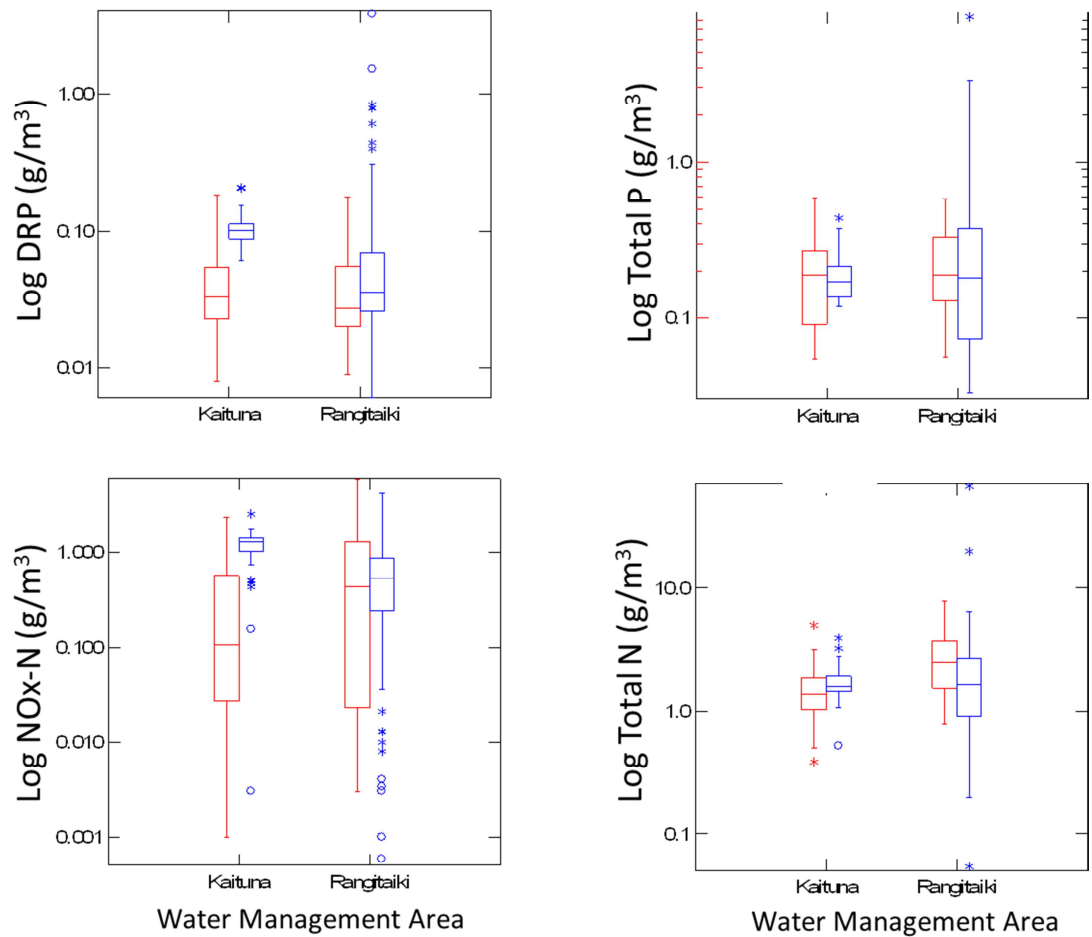 Log DRP (g/m³)
1.00
0.10
0.01
Kaituna Rangitaiki
Log Total P (g/m³)
1.0
0.1
Kaituna Rangitaiki
Log NOx-N (g/m³)
1.000
0.100
0.010
0.001
Kaituna Rangitaiki
Water Management Area
Log Total N (g/m³)
10.0
1.0
0.1
Kaituna Rangitaiki
Water Management Area